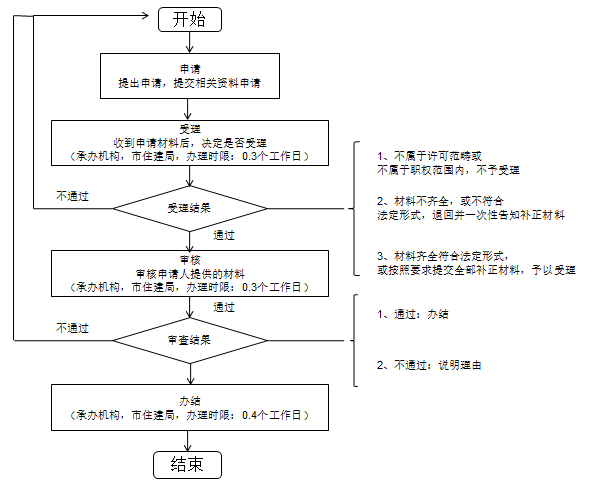 开始
申请
提出申请，提交相关资料申请
受理
收到申请材料后，决定是否受理
（承办机构，市住建局，办理时限：0.3个工作日）
1、不属于许可范畴或
不属于职权范围内，不予受理
不通过
受理结果
2、材料不齐全，或不符合
法定形式，退回并一次性告知补正材料
通过
审核
审核申请人提供的材料
（承办机构，市住建局，办理时限：0.3个工作日）
3、材料齐全符合法定形式，
或按照要求提交全部补正材料，予以受理
通过
不通过
审查结果
1、通过：办结
2、不通过：说明理由
办结
（承办机构，市住建局，办理时限：0.4个工作日）
结束